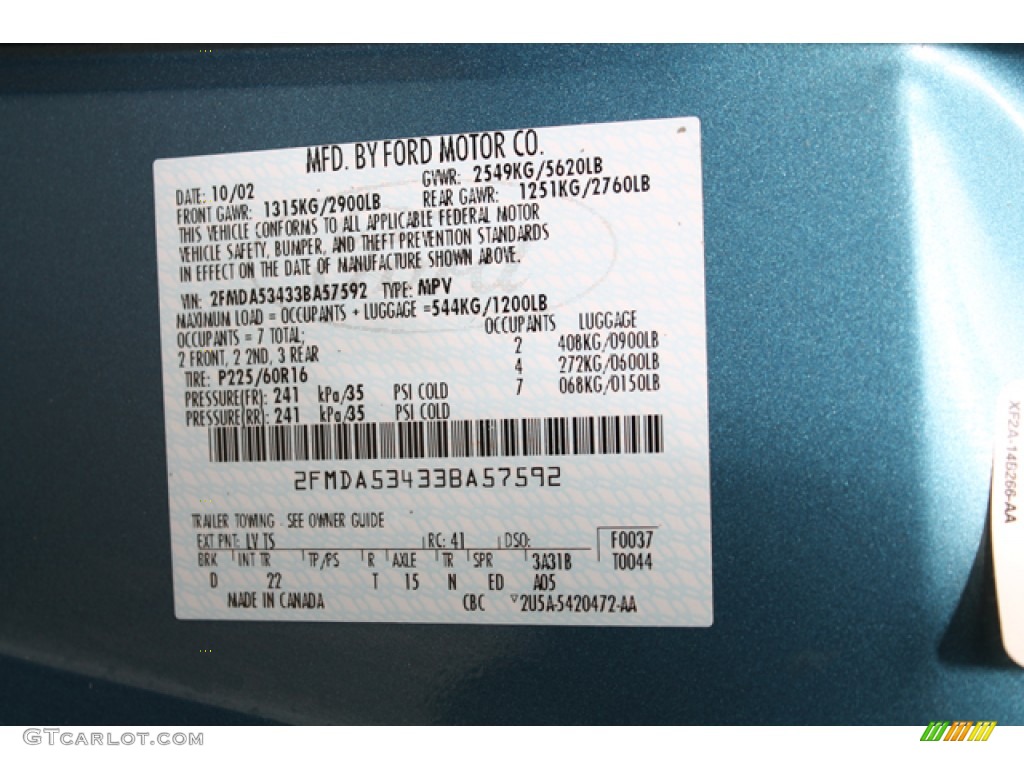 MFD. BY FORD MOTOR CO.
DATE: 10/02 GVWR: 2549KG/5620LB
FRONT GAWR: 1315KG/2900LB REAR GAWR: 1251KG/2760LB
THIS VEHICLE CONFORMS TO ALL APPLICABLE FEDERAL MOTOR
VEHICLE SAFETY, BUMPER, AND THEFT PREVENTION STANDARDS
IN EFFECT ON THE DATE OF MANUFACTURE SHOWN ABOVE.
VIN: 2FMDA53433BA57592 TYPE: MPV
MAXIMUM LOAD = OCCUPANTS + LUGGAGE =544KG/1200LB
OCCUPANTS = 7 TOTAL; OCCUPANTS LUGGAGE
2 FRONT, 2 2ND, 3 REAR 2 408KG/0900LB
TIRE: P225/60R16 4 272KG/0600LB
PRESSURE(FR): 241 kPa/35 PSI COLD 7 068KG/0150LB
PRESSURE(RR): 241 kPa/35 PSI COLD
2FMDA53433BA57592
TRAILER TOWING - SEE OWNER GUIDE
EXT PNT: LV TS RC: 41 DSO: F0037
BRK INT TR TP/PS R AXLE TR SPR 3A31B T0044
D 22 T 15 N ED A05
MADE IN CANADA CBC 2U5A-5420472-AA
XF2A-14B266-AA
GTCarLot.com